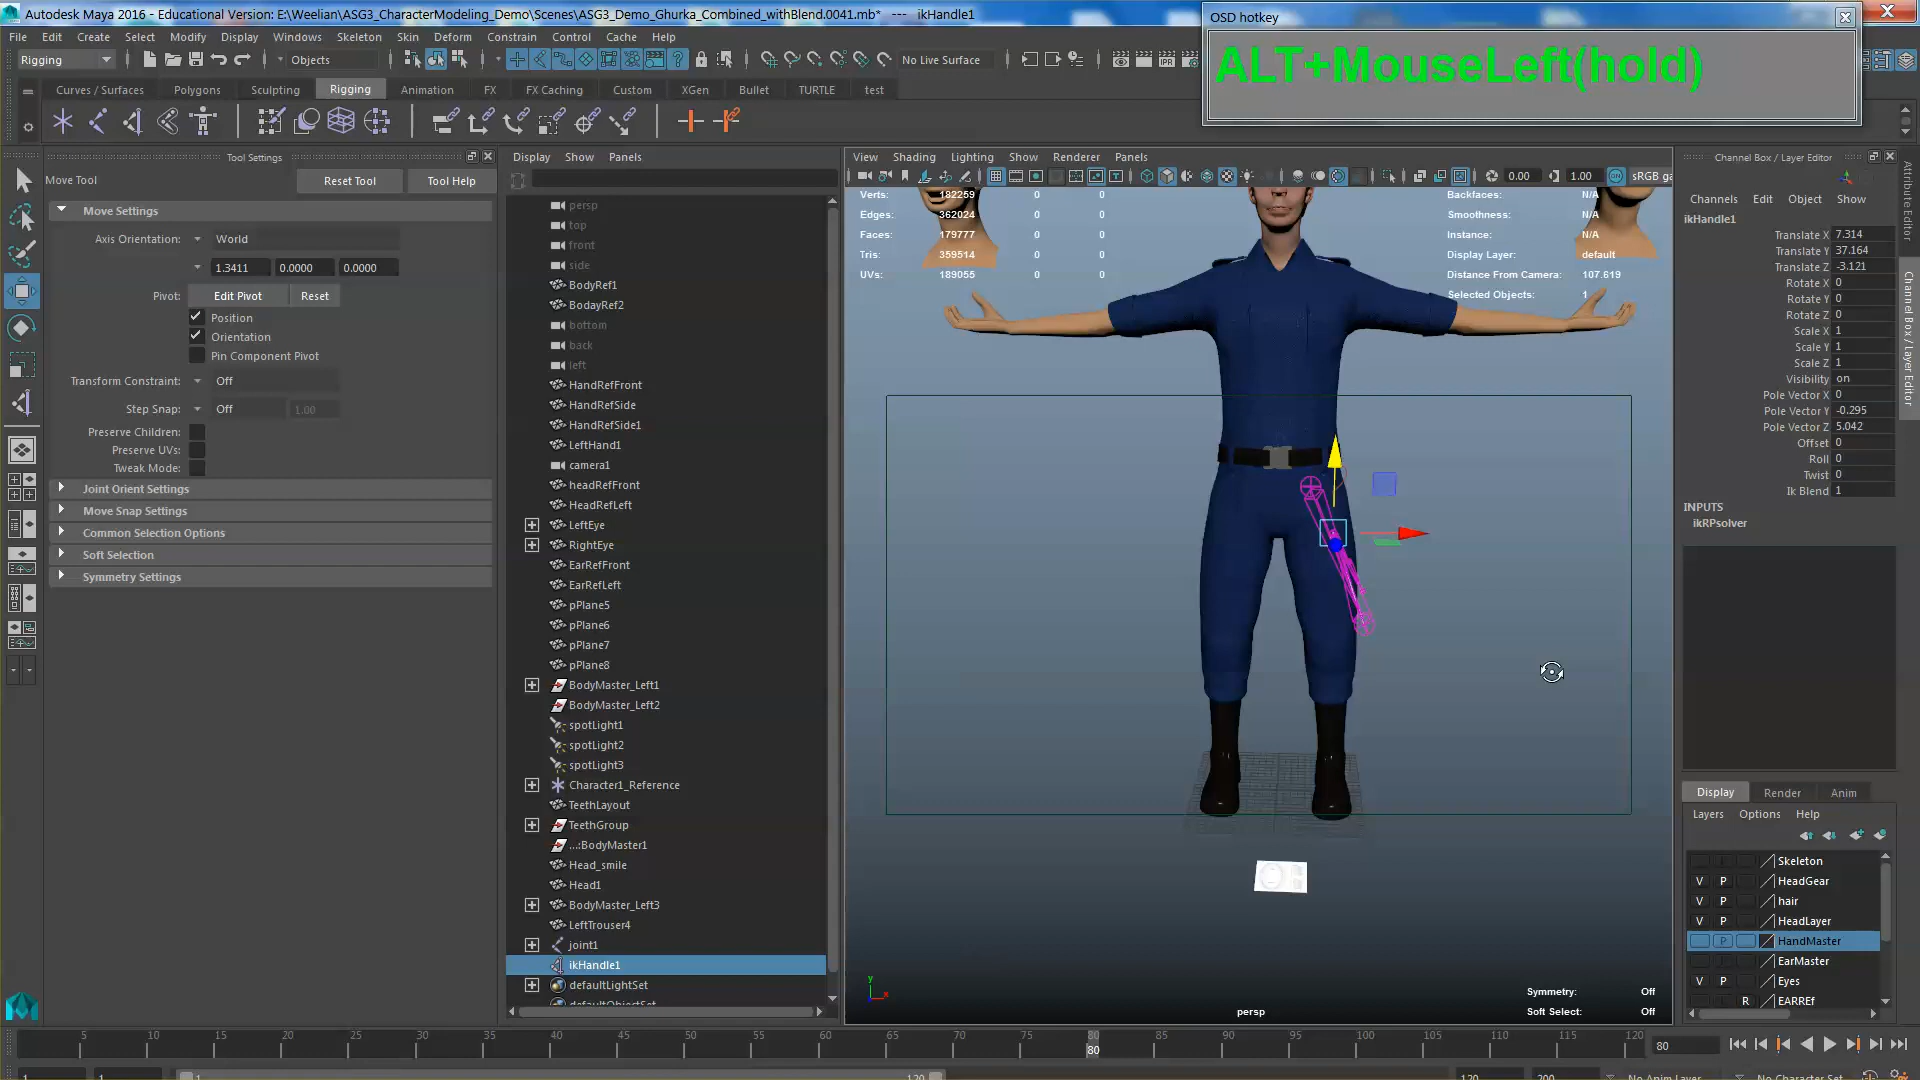 Autodesk Maya 2016 - Educational Version: E:\Weelian\ASG3_CharacterModeling_Demo\Scenes\ASG3_Demo_Ghurka_Combined_withBlend.0041.mb* --- ikHandle1
OSD hotkey
ALT+MouseLeft(hold)
File Edit Create Select Modify Display Windows Skeleton Skin Deform Constrain Control Cache Help
Rigging Objects No Live Surface
Curves / Surfaces Polygons Sculpting Rigging Animation FX FX Caching Custom XGen Bullet TURTLE test
Tool Settings
Move Tool Reset Tool Tool Help
Move Settings
Axis Orientation: World
1.3411 0.0000 0.0000
Pivot: Edit Pivot Reset
Position
Orientation
Pin Component Pivot
Transform Constraint: Off
Step Snap: Off 1.00
Preserve Children:
Preserve UVs:
Tweak Mode:
Joint Orient Settings
Move Snap Settings
Common Selection Options
Soft Selection
Symmetry Settings
Display Show Panels
persp
top
front
side
BodyRef1
BodayRef2
bottom
back
left
HandRefFront
HandRefSide
HandRefSide1
LeftHand1
camera1
headRefFront
HeadRefLeft
LeftEye
RightEye
EarRefFront
EarRefLeft
pPlane5
pPlane6
pPlane7
pPlane8
BodyMaster_Left1
BodyMaster_Left2
spotLight1
spotLight2
spotLight3
Character1_Reference
TeethLayout
TeethGroup
...:BodyMaster1
Head_smile
Head1
BodyMaster_Left3
LeftTrouser4
joint1
ikHandle1
defaultLightSet
defaultObjectSet
View Shading Lighting Show Renderer Panels
0.00 1.00 sRGB ga
Verts: 182259 0 0
Edges: 362024 0 0
Faces: 179777 0 0
Tris: 359514 0 0
UVs: 189055 0 0
Backfaces: N/A
Smoothness: N/A
Instance: N/A
Display Layer: default
Distance From Camera: 107.619
Selected Objects: 1
Symmetry: Off
Soft Select: Off
persp
y
x
Channel Box / Layer Editor
Channels Edit Object Show
ikHandle1
Translate X 7.314
Translate Y 37.164
Translate Z -3.121
Rotate X 0
Rotate Y 0
Rotate Z 0
Scale X 1
Scale Y 1
Scale Z 1
Visibility on
Pole Vector X 0
Pole Vector Y -0.295
Pole Vector Z 5.042
Offset 0
Roll 0
Twist 0
Ik Blend 1
INPUTS
ikRPsolver
Attribute Editor
Channel Box / Layer Editor
Display Render Anim
Layers Options Help
Skeleton
V P HeadGear
V P hair
V P HeadLayer
P HandMaster
EarMaster
V P Eyes
R EARREf
5 10 15 20 25 30 35 40 45 50 55 60 65 70 75 80 85 90 95 100 105 110 115 120
80
80
1 1 1 120 120 200 No Anim Layer No Character Set